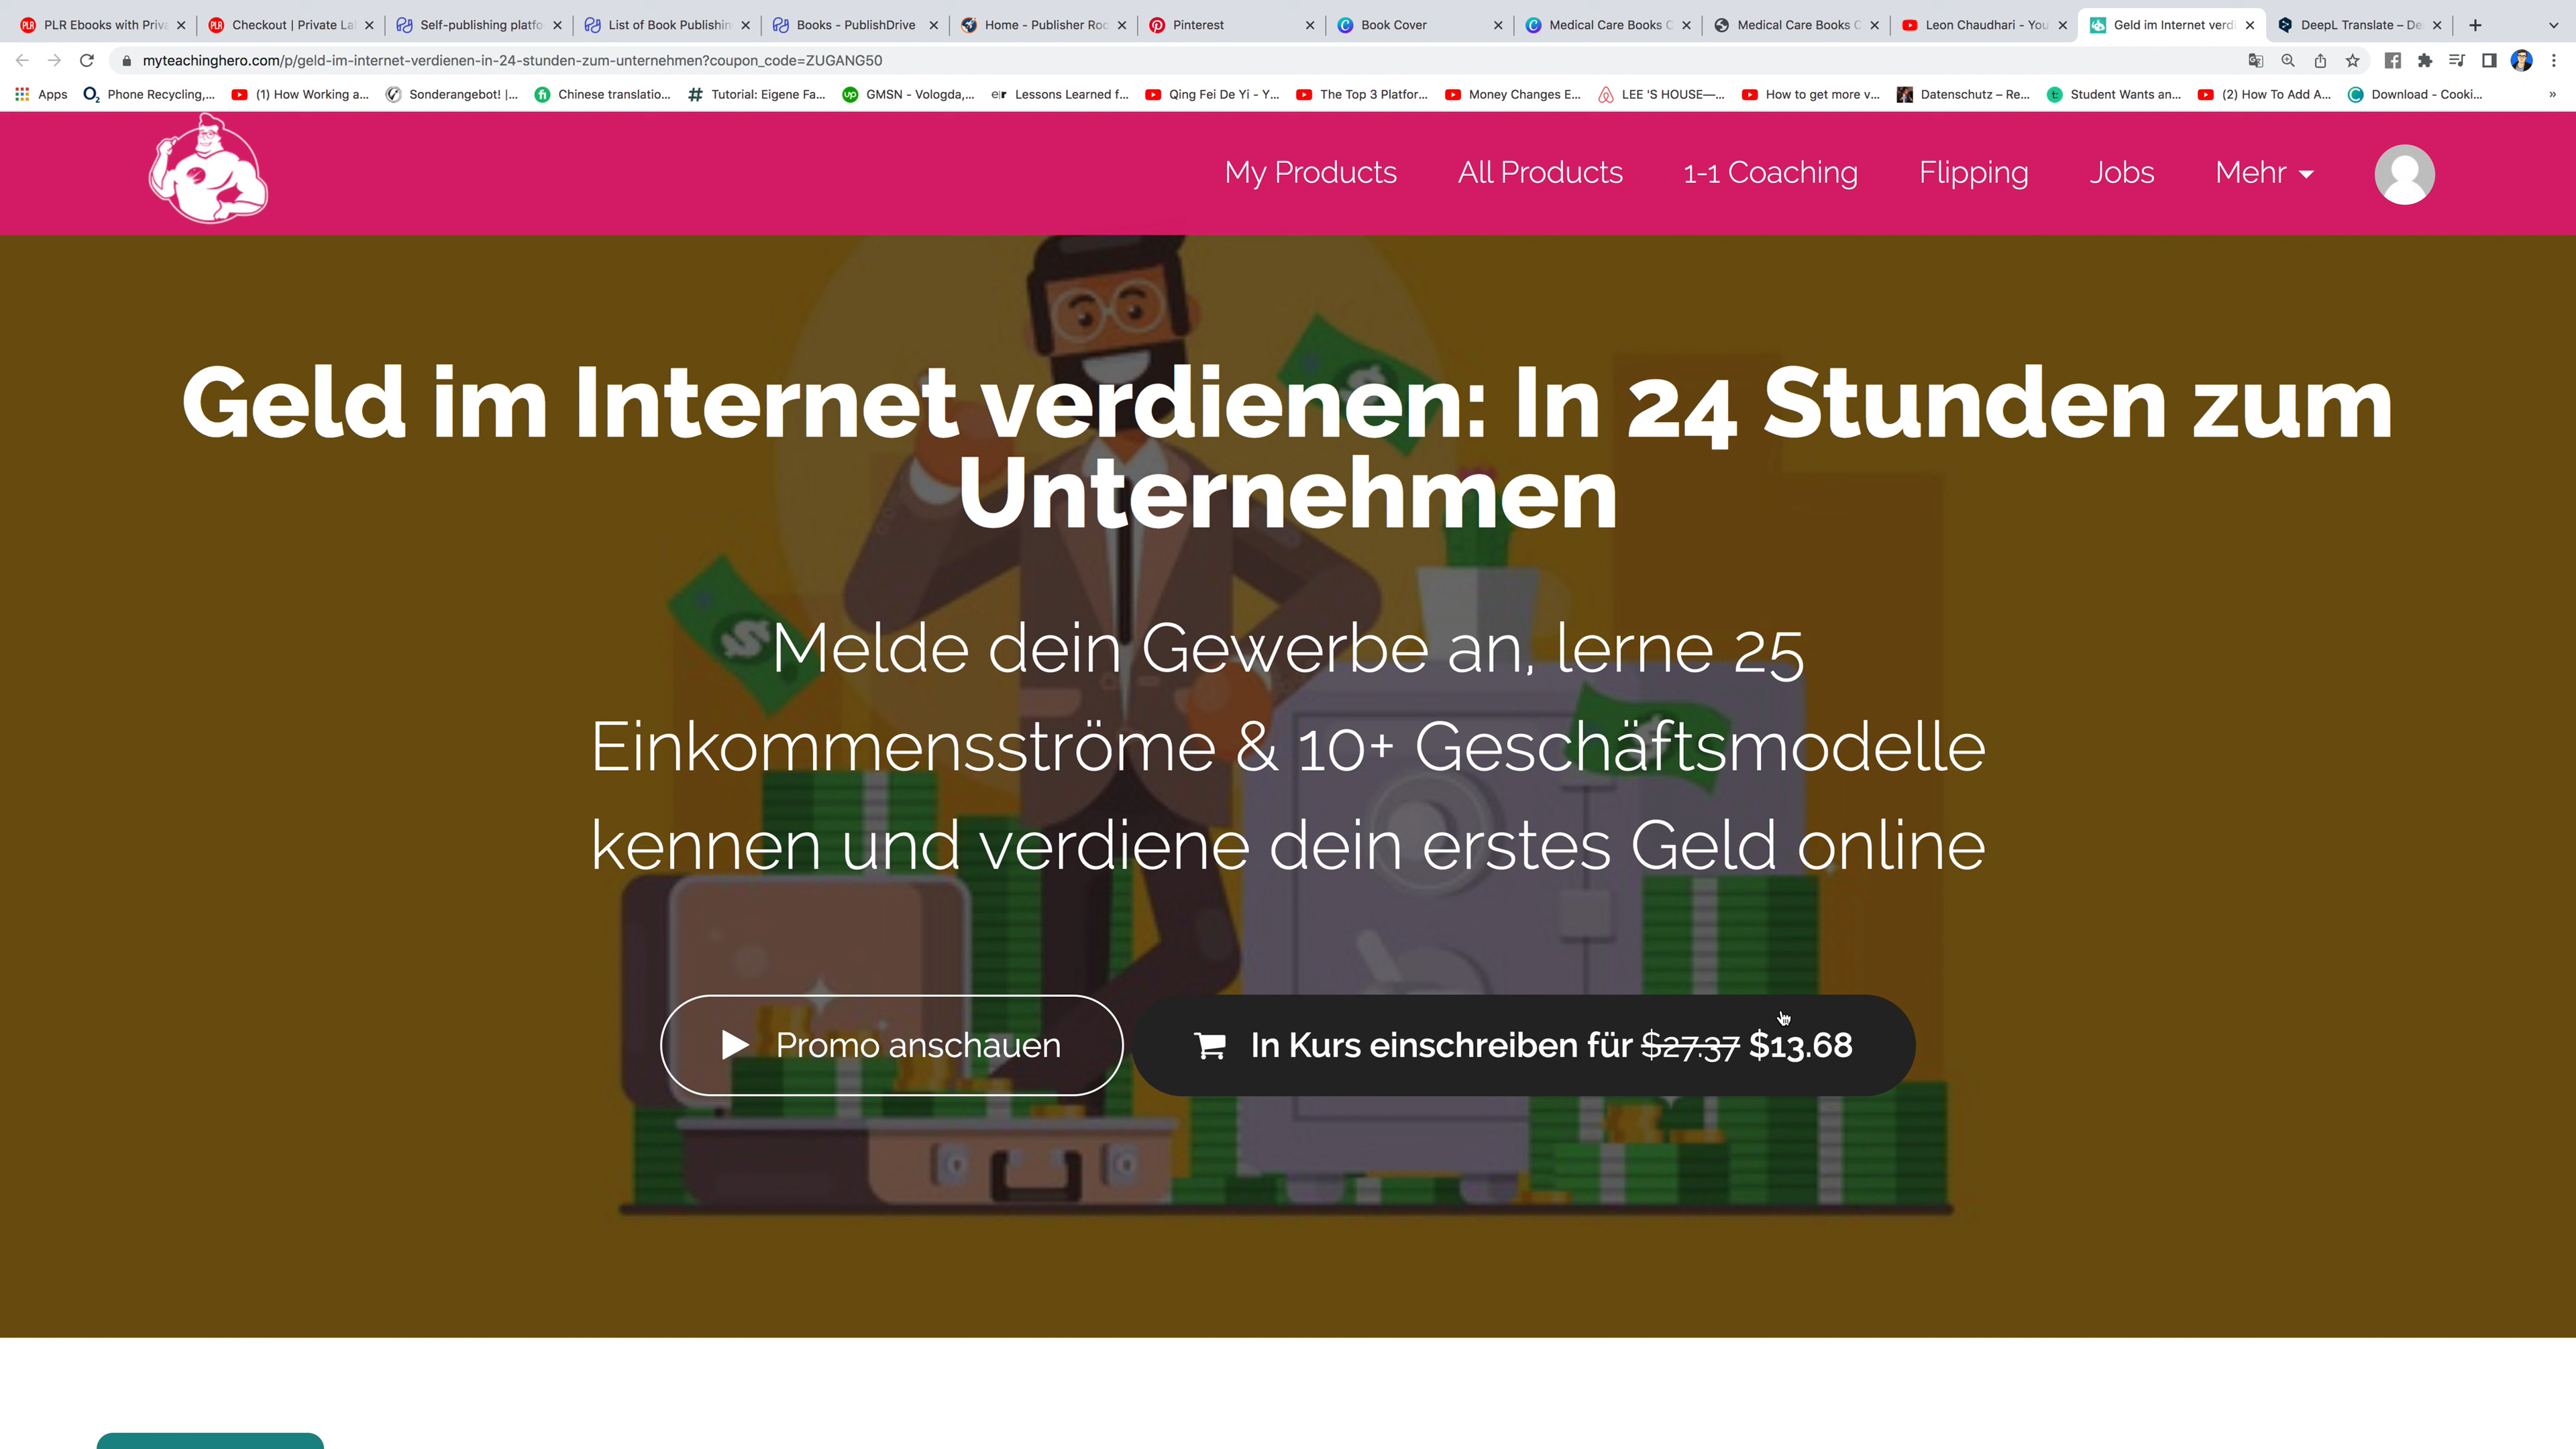 PLR Ebooks with Priva
Checkout | Private La
Self-publishing platfo
List of Book Publishin
Books - PublishDrive
Home - Publisher Roc
Pinterest
Book Cover
Medical Care Books C
Medical Care Books C
Leon Chaudhari - You
Geld im Internet verdi
DeepL Translate – De
myteachinghero.com/p/geld-im-internet-verdienen-in-24-stunden-zum-unternehmen?coupon_code=ZUGANG50
Apps
Phone Recycling,...
(1) How Working a...
Sonderangebot! |...
Chinese translatio...
Tutorial: Eigene Fa...
GMSN - Vologda,...
Lessons Learned f...
Qing Fei De Yi - Y...
The Top 3 Platfor...
Money Changes E...
LEE 'S HOUSE—...
How to get more v...
Datenschutz – Re...
Student Wants an...
(2) How To Add A...
Download - Cooki...
My Products
All Products
1-1 Coaching
Flipping
Jobs
Mehr
Geld im Internet verdienen: In 24 Stunden zum
Unternehmen
Melde dein Gewerbe an, lerne 25
Einkommensströme & 10+ Geschäftsmodelle
kennen und verdiene dein erstes Geld online
Promo anschauen
In Kurs einschreiben für $27.37 $13.68